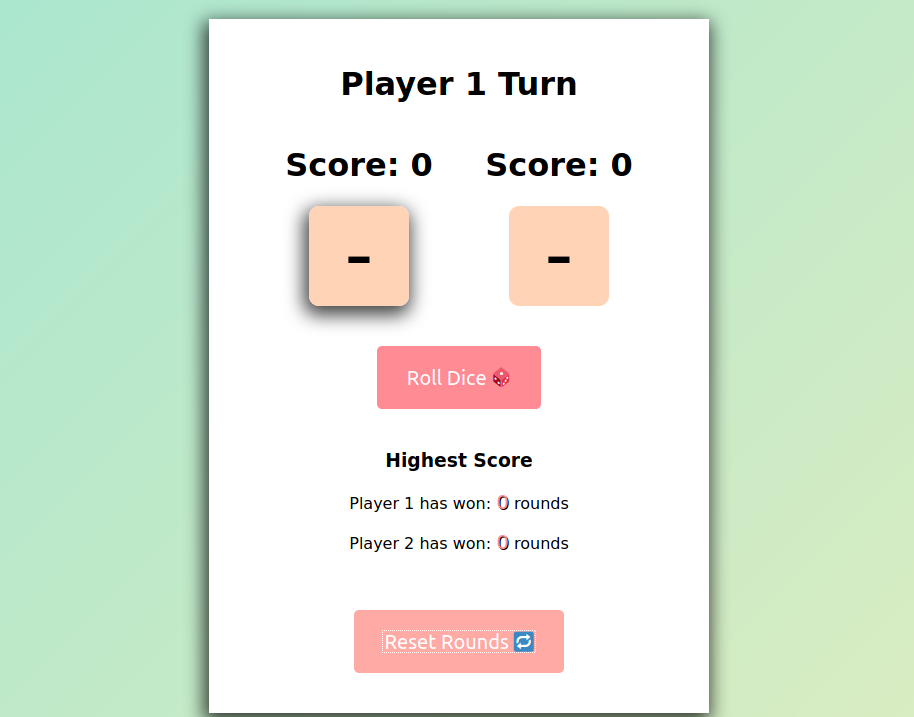 Player 1 Turn
Score: 0 Score: 0
- -
Roll Dice 🎲
Highest Score
Player 1 has won: 0 rounds
Player 2 has won: 0 rounds
Reset Rounds 🔁